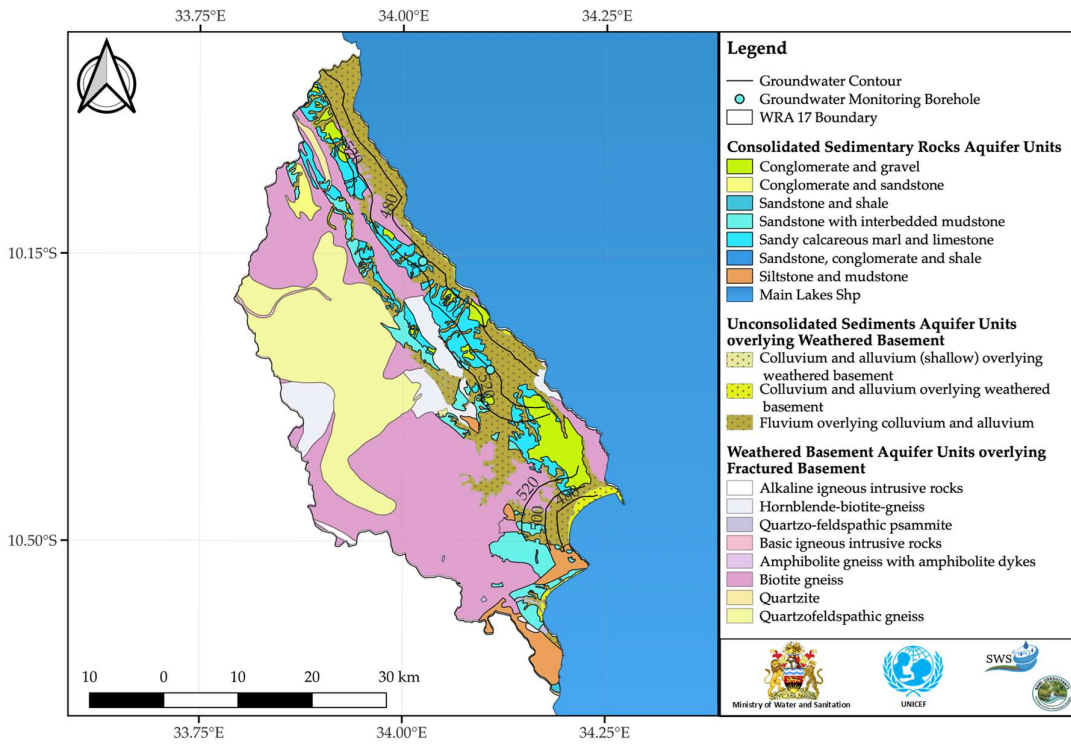 33.75°E 34.00°E 34.25°E
10.15°S
10.50°S
480
520
500
10 0 10 20 30 km
33.75°E 34.00°E 34.25°E
Legend
Groundwater Contour
Groundwater Monitoring Borehole
WRA 17 Boundary
Consolidated Sedimentary Rocks Aquifer Units
Conglomerate and gravel
Conglomerate and sandstone
Sandstone and shale
Sandstone with interbedded mudstone
Sandy calcareous marl and limestone
Sandstone, conglomerate and shale
Siltstone and mudstone
Main Lakes Shp
Unconsolidated Sediments Aquifer Units
overlying Weathered Basement
Colluvium and alluvium (shallow) overlying
weathered basement
Colluvium and alluvium overlying weathered
basement
Fluvium overlying colluvium and alluvium
Weathered Basement Aquifer Units overlying
Fractured Basement
Alkaline igneous intrusive rocks
Hornblende-biotite-gneiss
Quartzo-feldspathic psammite
Basic igneous intrusive rocks
Amphibolite gneiss with amphibolite dykes
Biotite gneiss
Quartzite
Quartzofeldspathic gneiss
Ministry of Water and Sanitation
UNICEF
SWS